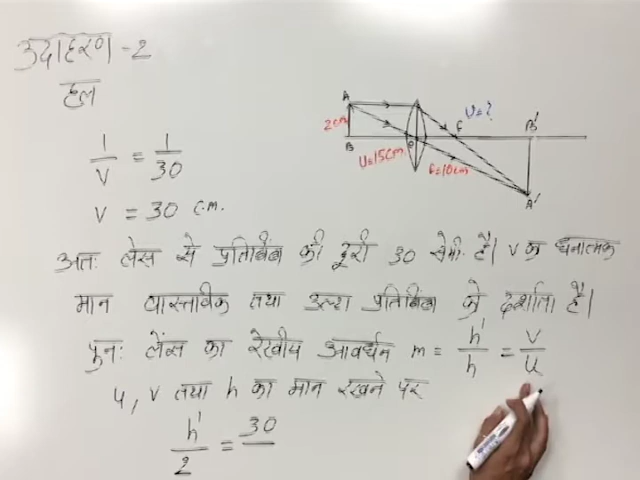 उदाहरण - 2
हल
1/v = 1/30
v = 30 c.m.
A
2cm
B
U=15cm
O
F
f=10cm
V=?
B'
A'
अतः लेंस से प्रतिबिंब की दूरी 30 सेमी. है। v का धनात्मक
मान वास्तविक तथा उल्टा प्रतिबिंब को दर्शाता है।
पुनः लेंस का रेखीय आवर्धन m = h'/h = v/u
u, v तथा h का मान रखने पर
h'/2 = 30/